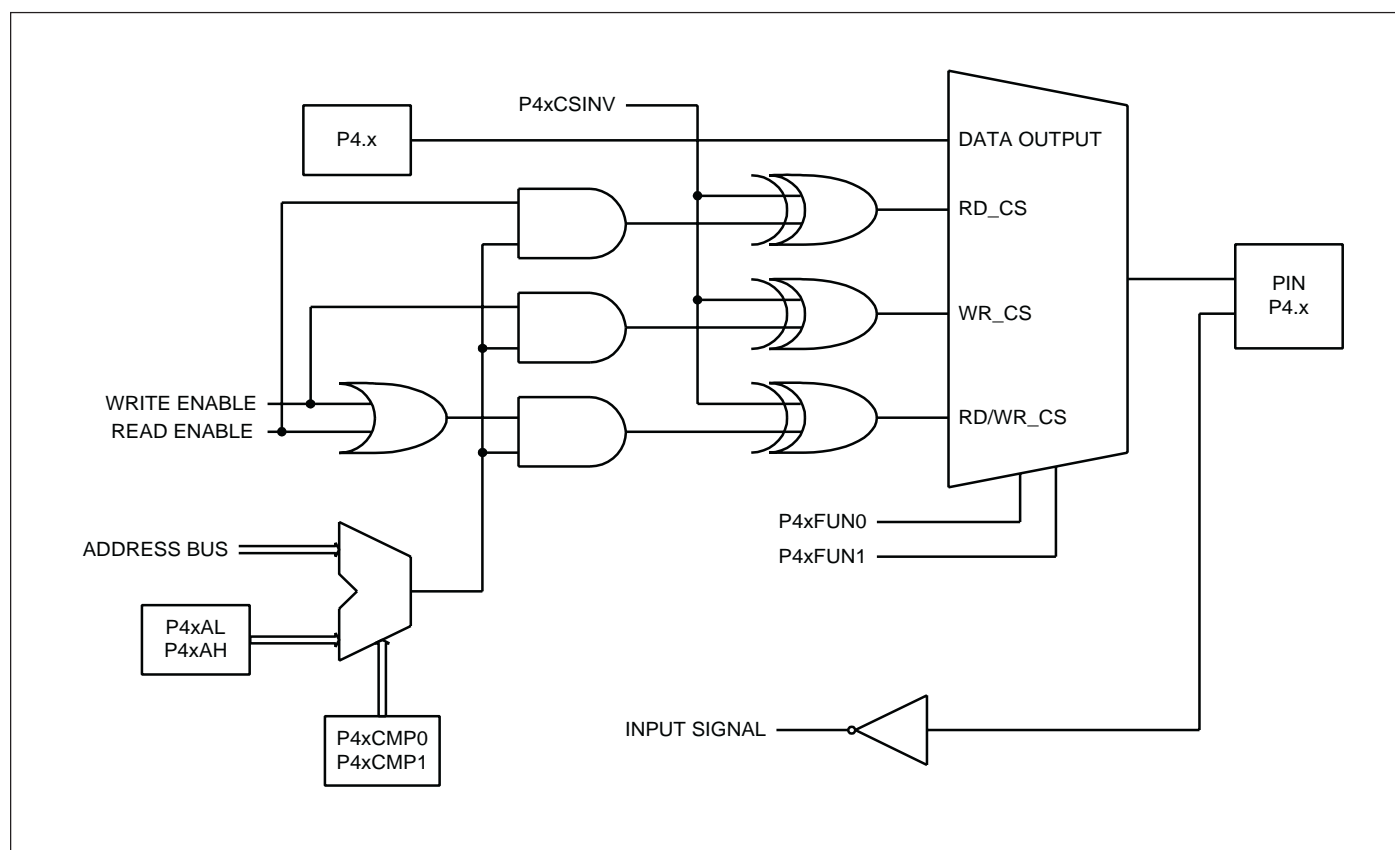 P4xCSINV
P4.x
DATA OUTPUT
RD_CS
PIN
P4.x
WR_CS
WRITE ENABLE
READ ENABLE
RD/WR_CS
P4xFUN0
P4xFUN1
ADDRESS BUS
P4xAL
P4xAH
P4xCMP0
P4xCMP1
INPUT SIGNAL